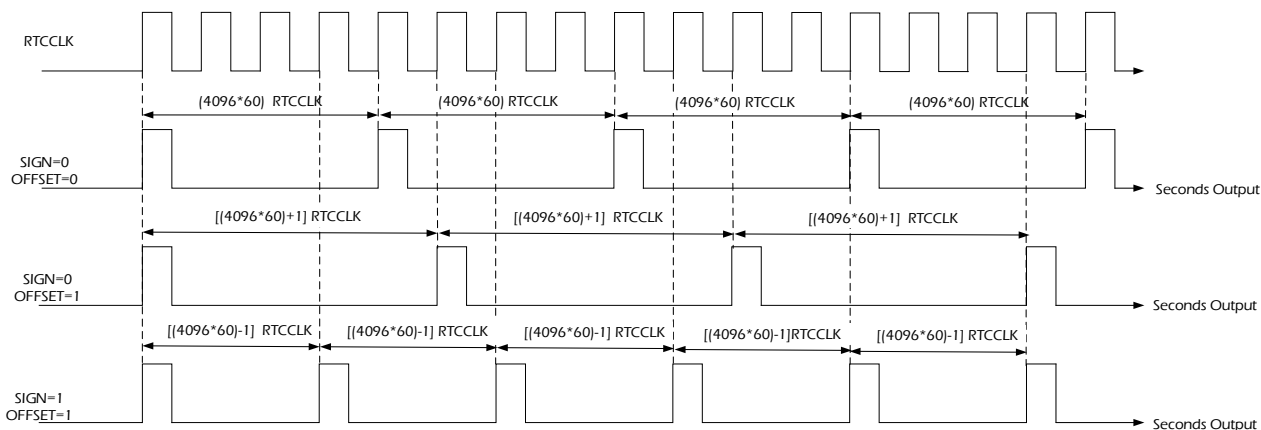 RTCCLK
(4096*60) RTCCLK
(4096*60) RTCCLK
(4096*60) RTCCLK
(4096*60) RTCCLK
SIGN=0
OFFSET=0
Seconds Output
[(4096*60)+1] RTCCLK
[(4096*60)+1] RTCCLK
[(4096*60)+1] RTCCLK
SIGN=0
OFFSET=1
Seconds Output
[(4096*60)-1] RTCCLK
[(4096*60)-1] RTCCLK
[(4096*60)-1] RTCCLK
[(4096*60)-1]RTCCLK
[(4096*60)-1] RTCCLK
SIGN=1
OFFSET=1
Seconds Output